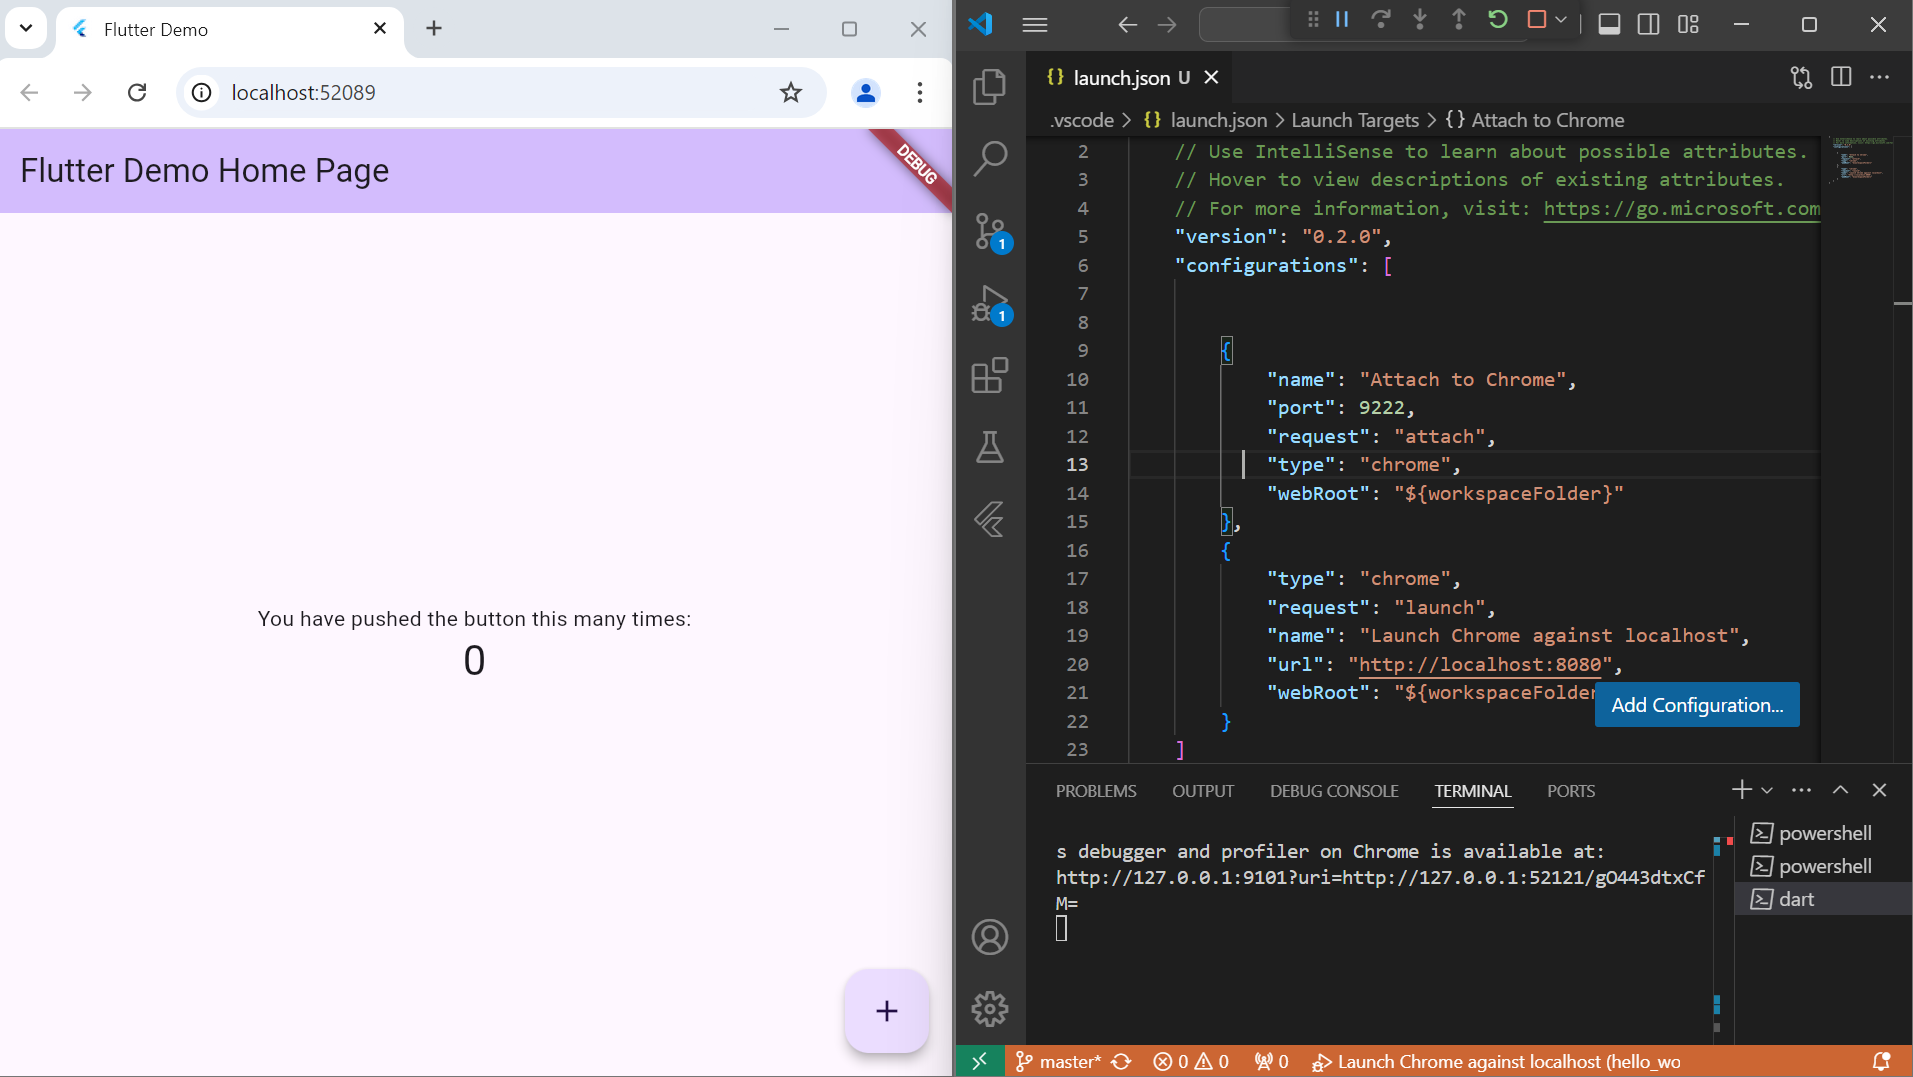 Flutter Demo
localhost:52089
Flutter Demo Home Page
DEBUG
You have pushed the button this many times:
0
+
launch.json U
.vscode > {} launch.json > Launch Targets > {} Attach to Chrome
2 // Use IntelliSense to learn about possible attributes.
3 // Hover to view descriptions of existing attributes.
4 // For more information, visit: https://go.microsoft.com
5 "version": "0.2.0",
6 "configurations": [
7
8
9 {
10 "name": "Attach to Chrome",
11 "port": 9222,
12 "request": "attach",
13 "type": "chrome",
14 "webRoot": "${workspaceFolder}"
15 },
16 {
17 "type": "chrome",
18 "request": "launch",
19 "name": "Launch Chrome against localhost",
20 "url": "http://localhost:8080",
21 "webRoot": "${workspaceFolder
22 }
23 ]
Add Configuration...
1
1
PROBLEMS OUTPUT DEBUG CONSOLE TERMINAL PORTS
s debugger and profiler on Chrome is available at:
http://127.0.0.1:9101?uri=http://127.0.0.1:52121/gO443dtxCf
M=
powershell
powershell
dart
master* 0 0 0 Launch Chrome against localhost (hello_wo